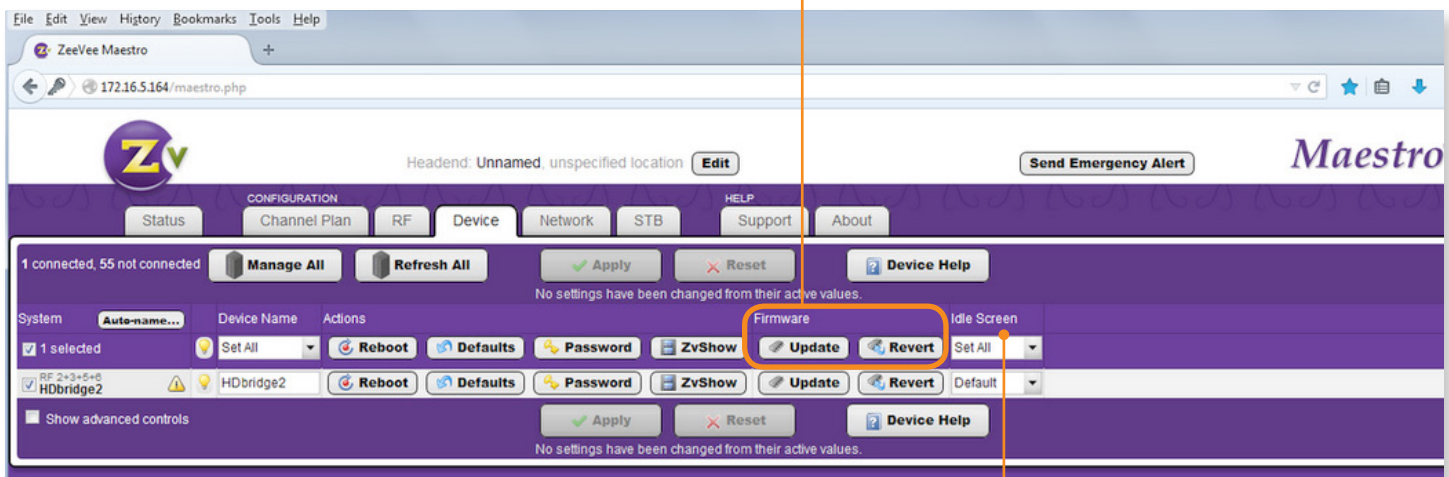 File Edit View History Bookmarks Tools Help
ZeeVee Maestro
172.16.5.164/maestro.php
Zv Headend: Unnamed, unspecified location Edit Send Emergency Alert Maestro
CONFIGURATION HELP
Status Channel Plan RF Device Network STB Support About
1 connected, 55 not connected Manage All Refresh All Apply Reset Device Help
No settings have been changed from their active values.
System Auto-name... Device Name Actions Firmware Idle Screen
1 selected Set All Reboot Defaults Password ZvShow Update Revert Set All
RF 2+3+5+6
HDbridge2 HDbridge2 Reboot Defaults Password ZvShow Update Revert Default
Show advanced controls Apply Reset Device Help
No settings have been changed from their active values.